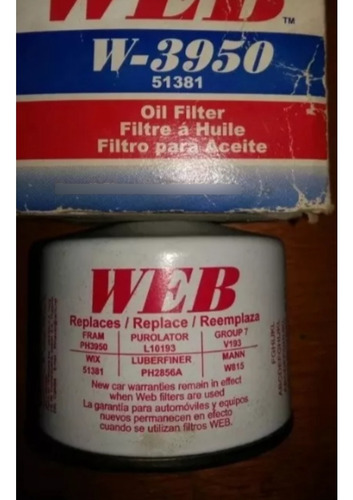 WEB TM
W-3950
51381
Oil Filter
Filtre á Huile
Filtro para Aceite
WEB
Replaces / Replace / Reemplaza
FRAM PUROLATOR GROUP 7
PH3950 L10193 V193
WIX LUBERFINER MANN
51381 PH2856A W815
New car warranties remain in effect
when Web filters are used
La garantía para automóviles y equipos
nuevos permanecen en efecto
cuando se utilizan filtros WEB.